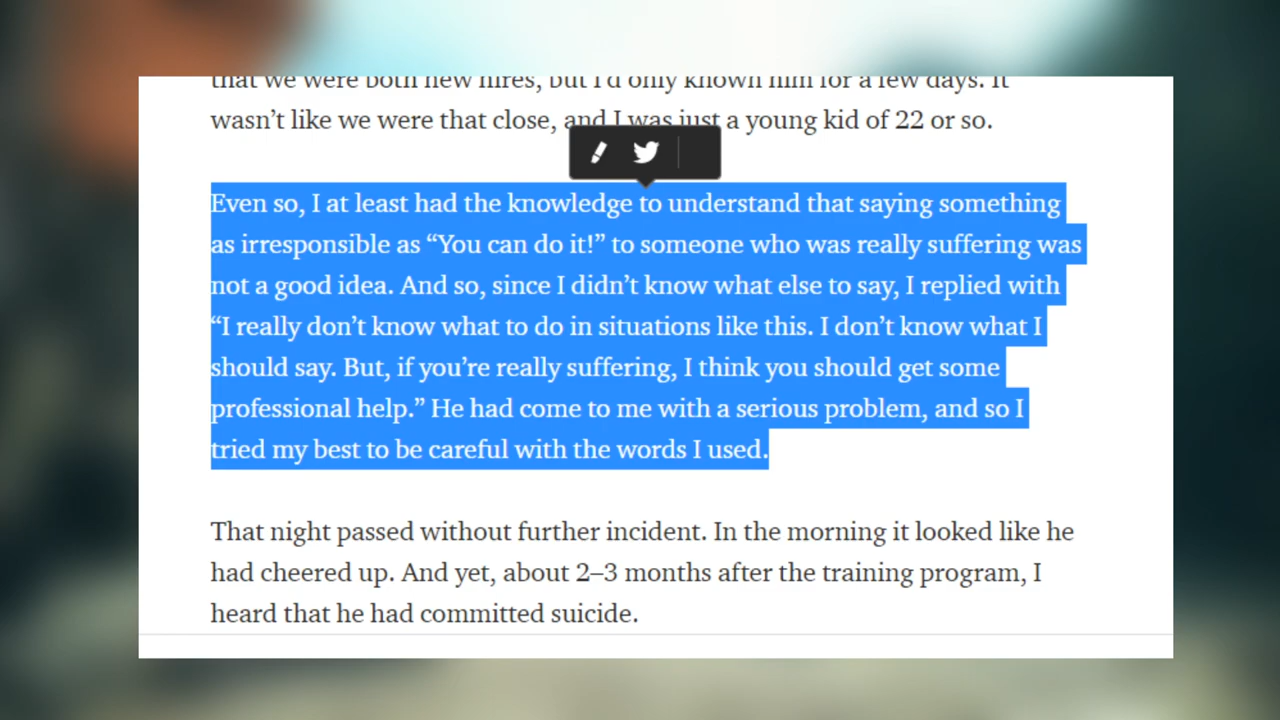 that we were both new hires, but I’d only known him for a few days. It
wasn’t like we were that close, and I was just a young kid of 22 or so.
Even so, I at least had the knowledge to understand that saying something
as irresponsible as “You can do it!” to someone who was really suffering was
not a good idea. And so, since I didn’t know what else to say, I replied with
“I really don’t know what to do in situations like this. I don’t know what I
should say. But, if you’re really suffering, I think you should get some
professional help.” He had come to me with a serious problem, and so I
tried my best to be careful with the words I used.
That night passed without further incident. In the morning it looked like he
had cheered up. And yet, about 2–3 months after the training program, I
heard that he had committed suicide.